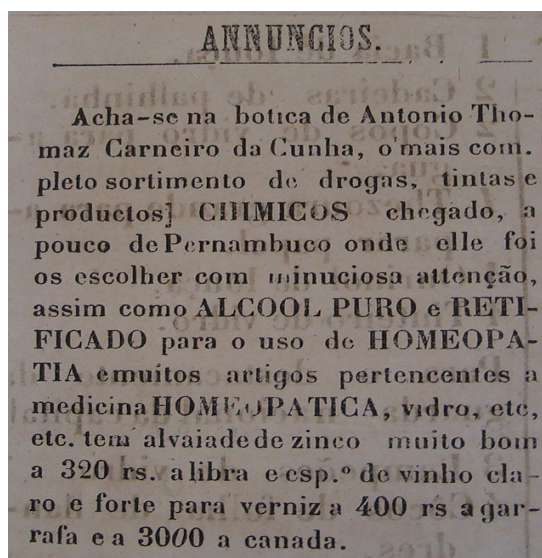 ANNUNCIOS.
Acha-se na botica de Antonio Tho-
maz Carneiro da Cunha, o mais com.
pleto sortimento de drogas, tintas e
productos] CHIMICOS chegado, a
pouco de Pernambuco onde elle foi
os escolher com minuciosa attenção,
assim como ALCOOL PURO e RETI-
FICADO para o uso de HOMEOPA-
TIA emuitos artigos pertencentes a
medicina HOMEOPATICA, vidro, etc,
etc. tem alvaiade de zinco muito bom
a 320 rs. a libra e esp.º de vinho cla-
ro e forte para verniz a 400 rs a gar-
rafa e a 3000 a canada.